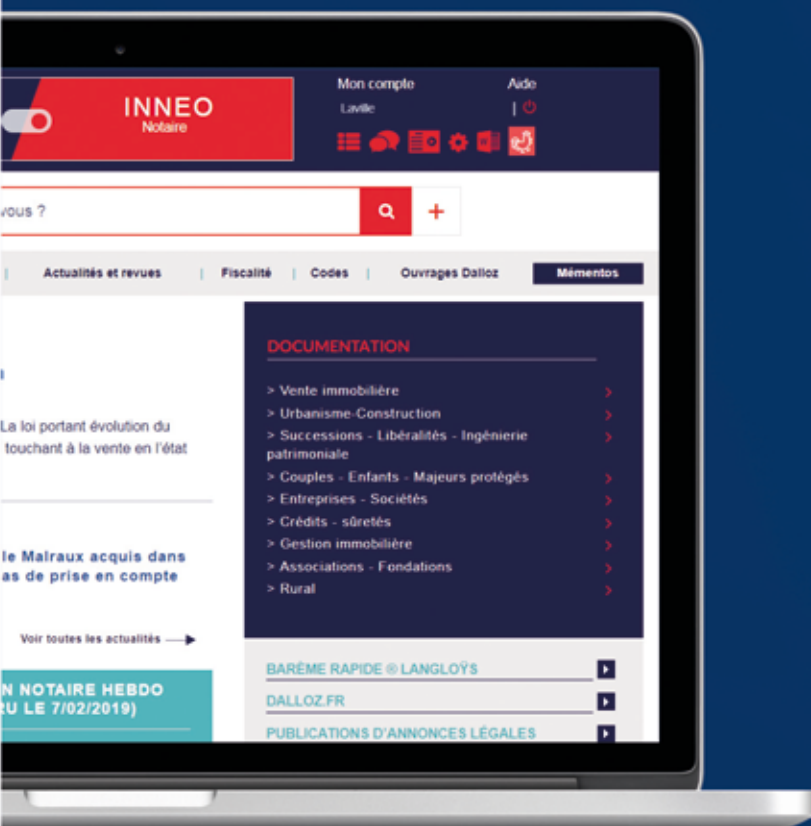 INNEO
Notaire
Mon compte
Aide
Laville
vous ?
Actualités et revues | Fiscalité | Codes | Ouvrages Dalloz
Mémentos
La loi portant évolution du
touchant à la vente en l'état
le Malraux acquis dans
as de prise en compte
Voir toutes les actualités
N NOTAIRE HEBDO
U LE 7/02/2019)
DOCUMENTATION
> Vente immobilière
> Urbanisme-Construction
> Successions - Libéralités - Ingénierie
patrimoniale
> Couples - Enfants - Majeurs protégés
> Entreprises - Sociétés
> Crédits - sûretés
> Gestion immobilière
> Associations - Fondations
> Rural
BARÈME RAPIDE ® LANGLOŸS
DALLOZ.FR
PUBLICATIONS D'ANNONCES LÉGALES